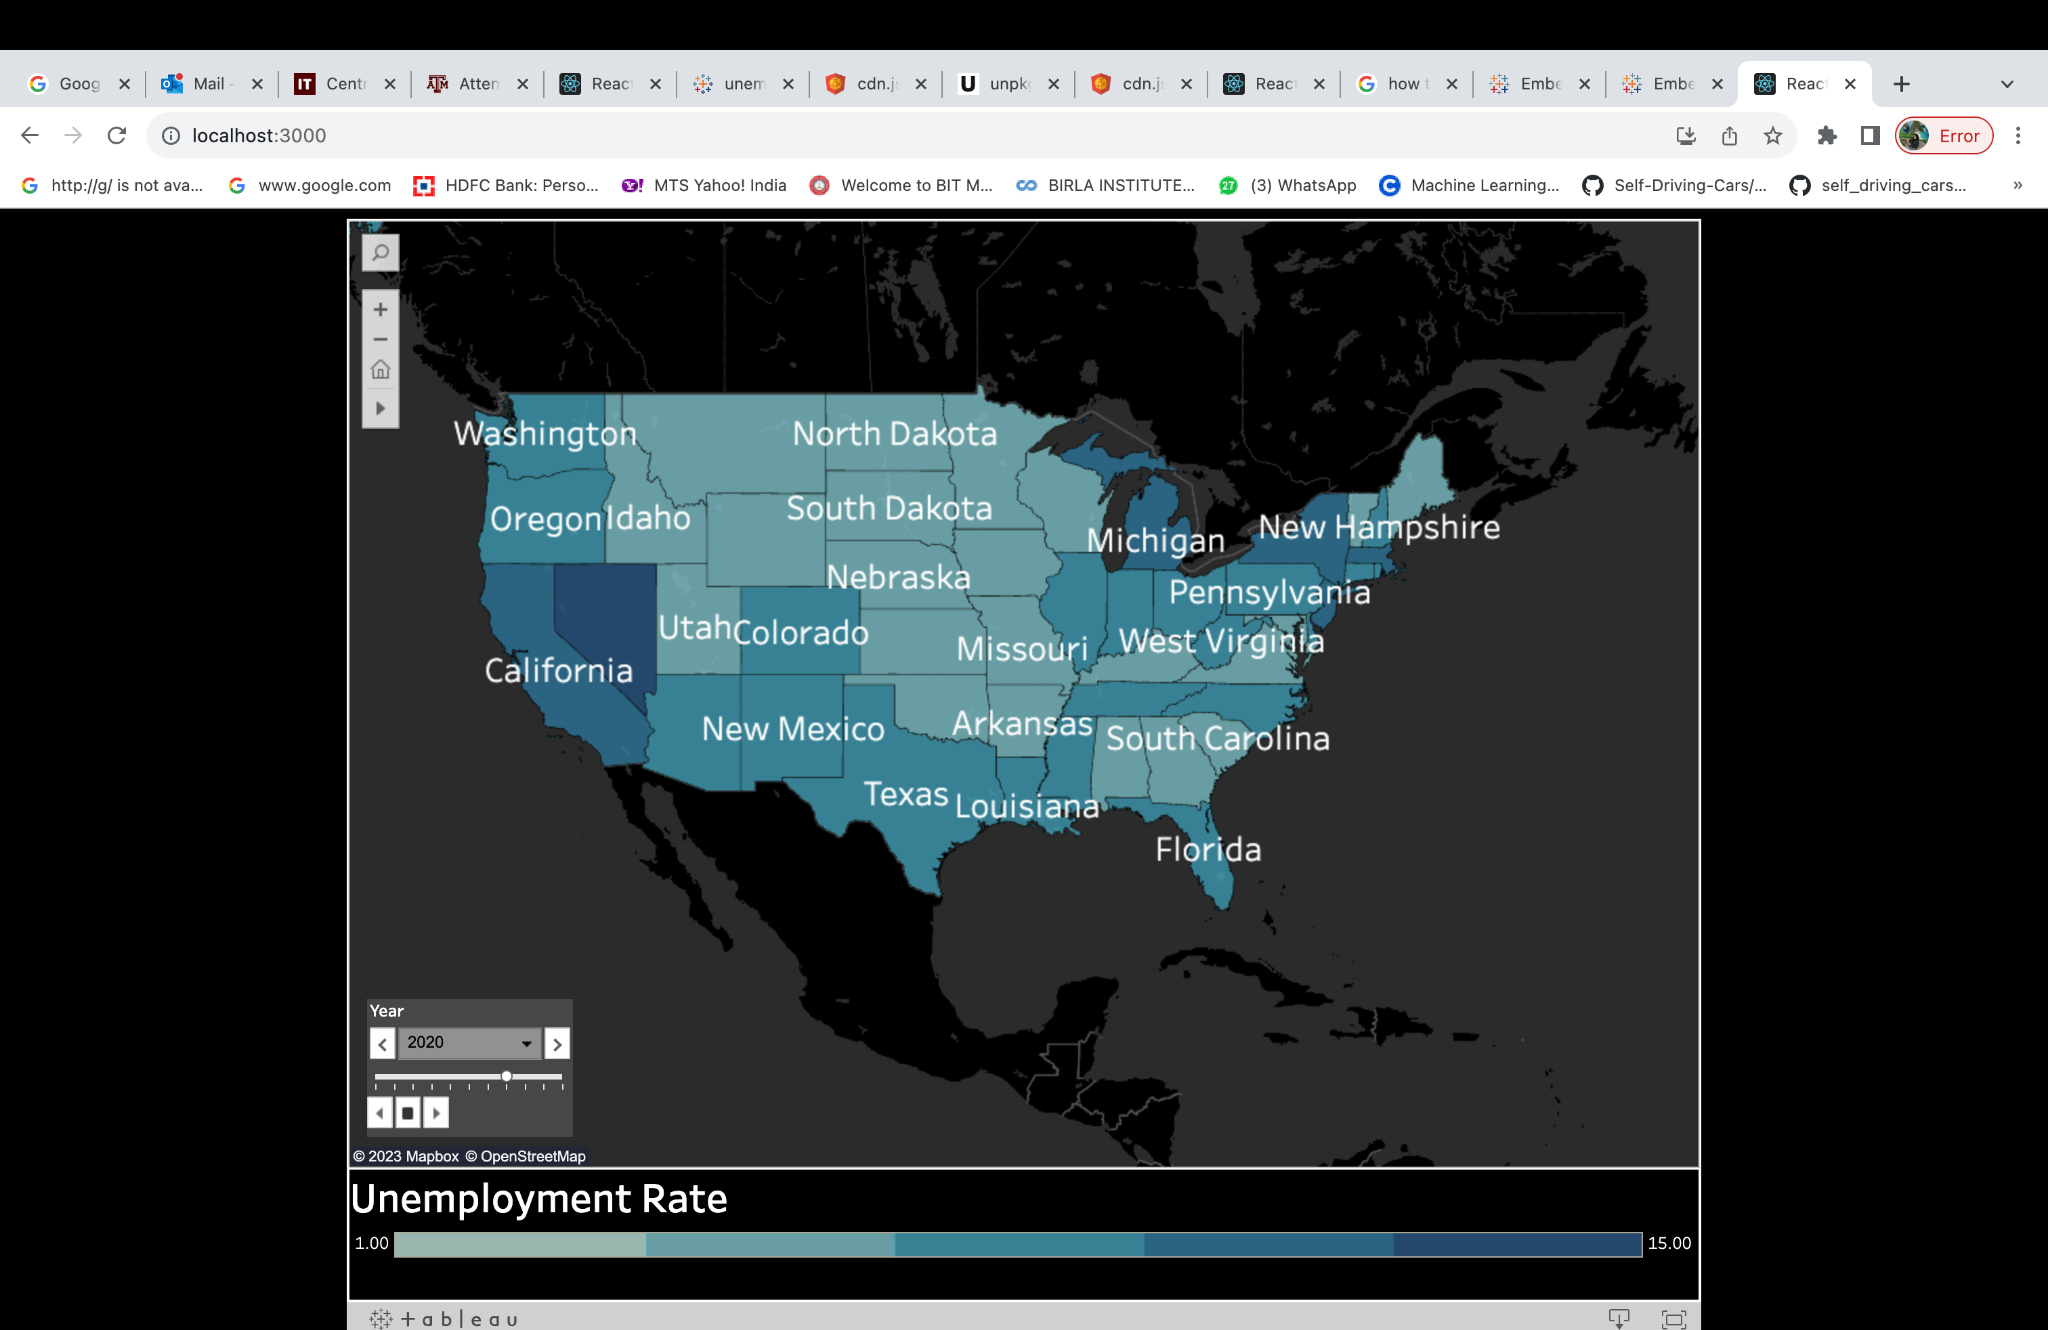 Goog
Mail -
IT Centr
Atten
React
unem
cdn.js
U unpkg
cdn.js
React
how t
Embe
Embe
React
localhost:3000
Error
http://g/ is not ava...
www.google.com
HDFC Bank: Perso...
MTS Yahoo! India
Welcome to BIT M...
BIRLA INSTITUTE...
27 (3) WhatsApp
Machine Learning...
Self-Driving-Cars/...
self_driving_cars...
»
Washington
North Dakota
Oregon
Idaho
South Dakota
Michigan
New Hampshire
Nebraska
Pennsylvania
Utah
Colorado
Missouri
West Virginia
California
New Mexico
Arkansas
South Carolina
Texas
Louisiana
Florida
Year
2020
© 2023 Mapbox © OpenStreetMap
Unemployment Rate
1.00
15.00
+ a b | e a u